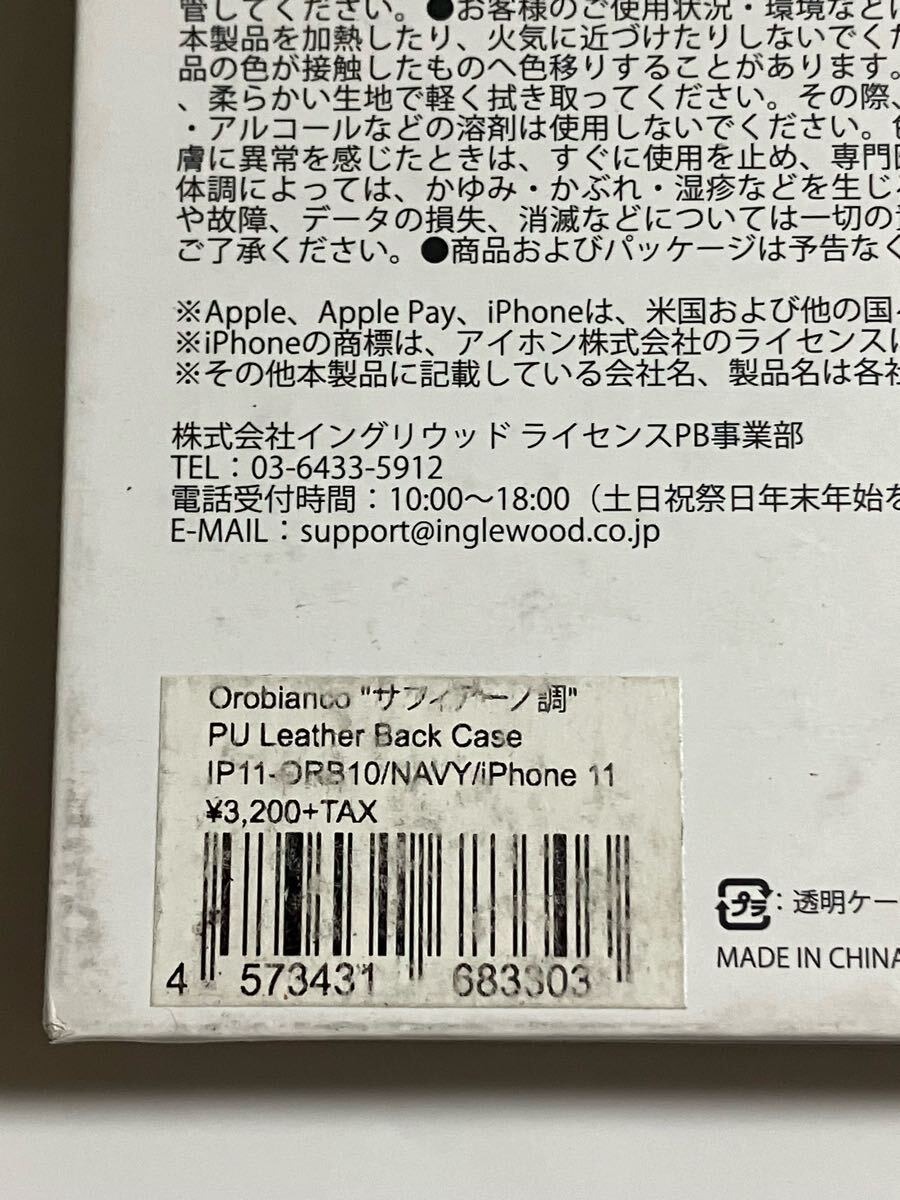 管してください。●お客様のご使用状況・環境などに
本製品を加熱したり、火気に近づけたりしないでくだ
品の色が接触したものへ色移りすることがあります。
、柔らかい生地で軽く拭き取ってください。その際、
・アルコールなどの溶剤は使用しないでください。
膚に異常を感じたときは、すぐに使用を止め、専門医
体調によっては、かゆみ・かぶれ・湿疹などを生じる
や故障、データの損失、消滅などについては一切の責
ご了承ください。●商品およびパッケージは予告なく
※Apple、Apple Pay、iPhoneは、米国および他の国々
※iPhoneの商標は、アイホン株式会社のライセンスに
※その他本製品に記載している会社名、製品名は各社
株式会社イングリウッド ライセンスPB事業部
TEL：03-6433-5912
電話受付時間：10:00〜18:00（土日祝祭日年末年始を
E-MAIL：support@inglewood.co.jp
Orobianco "サフィアーノ調"
PU Leather Back Case
IP11-ORB10/NAVY/iPhone 11
¥3,200+TAX
4 573431 683303
プラ：透明ケー
MADE IN CHINA